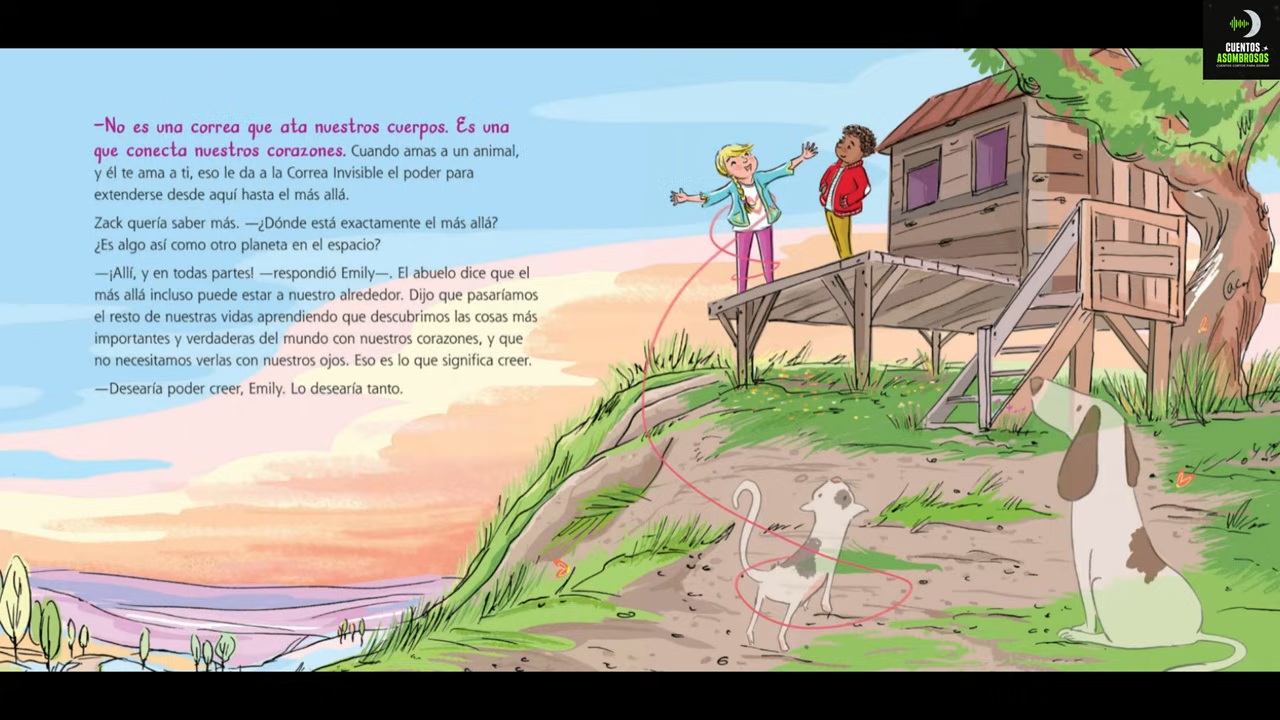 CUENTOS
ASOMBROSOS
CUENTOS CORTOS PARA DORMIR
—No es una correa que ata nuestros cuerpos. Es una
que conecta nuestros corazones. Cuando amas a un animal,
y él te ama a ti, eso le da a la Correa Invisible el poder para
extenderse desde aquí hasta el más allá.
Zack quería saber más. —¿Dónde está exactamente el más allá?
¿Es algo así como otro planeta en el espacio?
—¡Allí, y en todas partes! —respondió Emily—. El abuelo dice que el
más allá incluso puede estar a nuestro alrededor. Dijo que pasaríamos
el resto de nuestras vidas aprendiendo que descubrimos las cosas más
importantes y verdaderas del mundo con nuestros corazones, y que
no necesitamos verlas con nuestros ojos. Eso es lo que significa creer.
—Desearía poder creer, Emily. Lo desearía tanto.
6